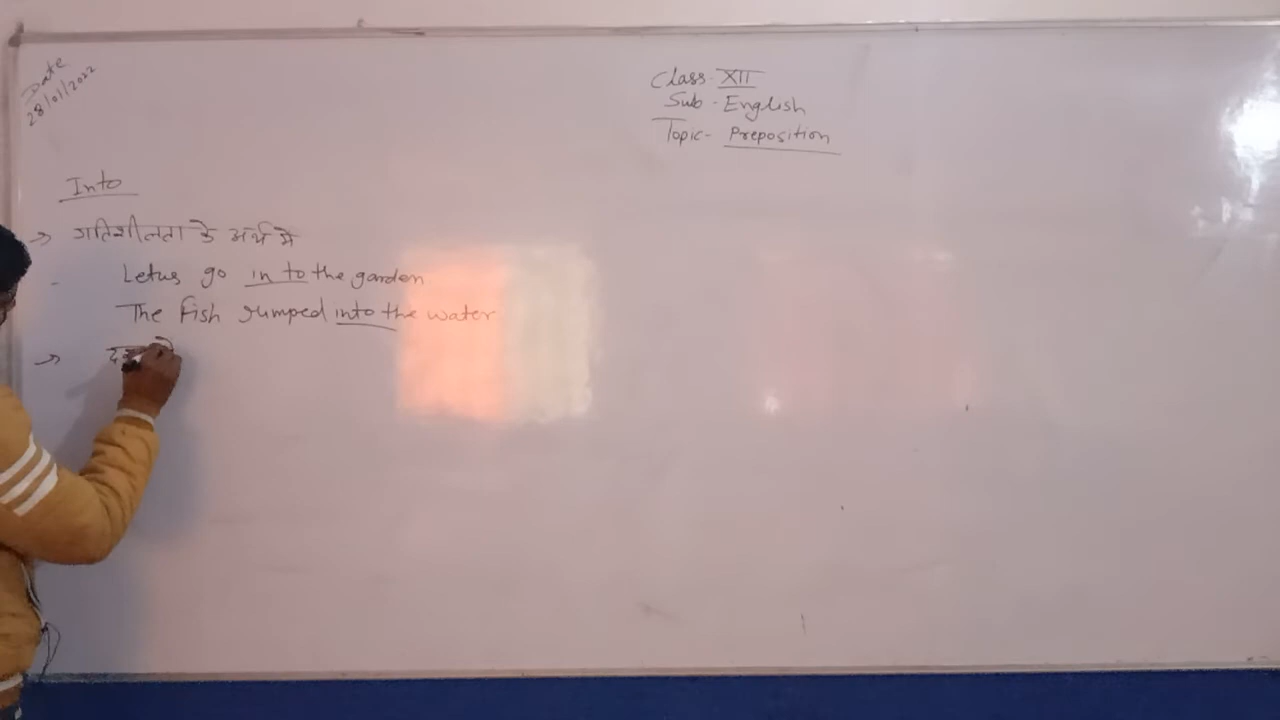 Date
28/01/2022
Class- XII
Sub - English
Topic- Preposition
Into
→ गतिशीलता के अर्थ में
- Letus go in to the garden
The fish jumped into the water
→